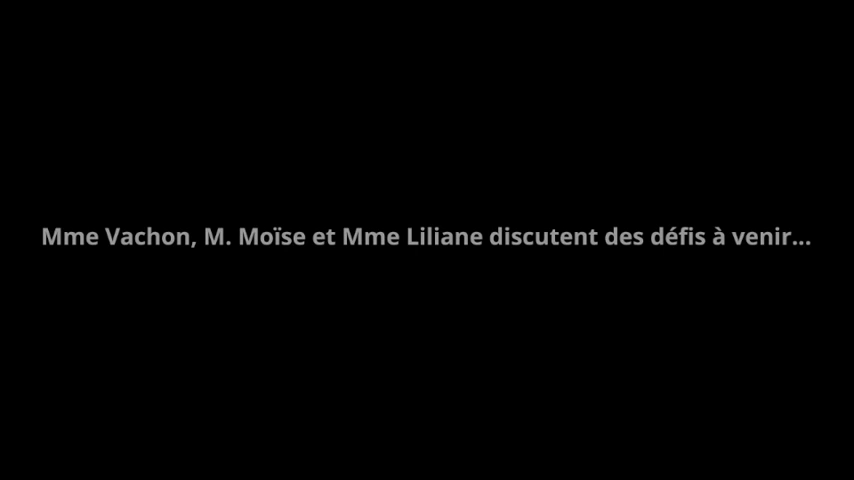 Mme Vachon, M. Moïse et Mme Liliane discutent des défis à venir...